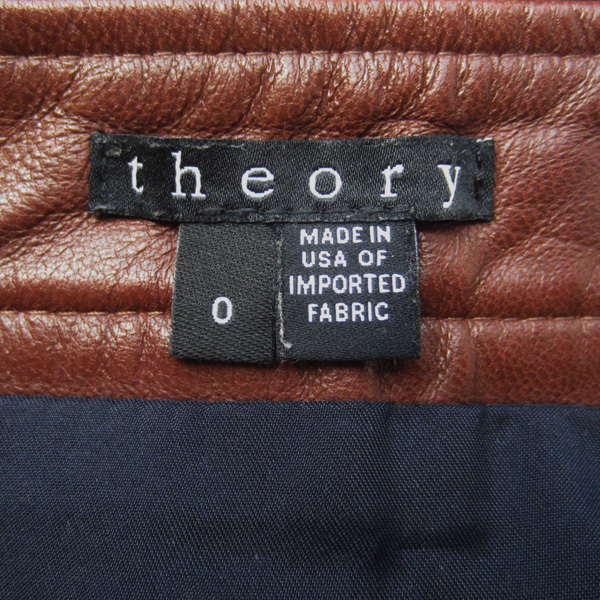 theory
0
MADE IN
USA OF
IMPORTED
FABRIC